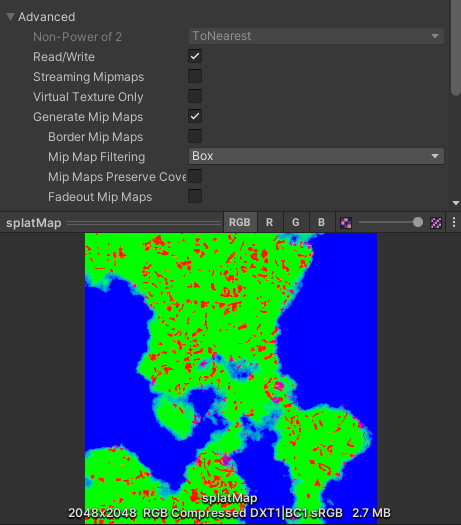 Advanced
Non-Power of 2 ToNearest
Read/Write
Streaming Mipmaps
Virtual Texture Only
Generate Mip Maps
Border Mip Maps
Mip Map Filtering Box
Mip Maps Preserve Cove
Fadeout Mip Maps
splatMap RGB R G B
splatMap
2048x2048 RGB Compressed DXT1|BC1 sRGB 2.7 MB